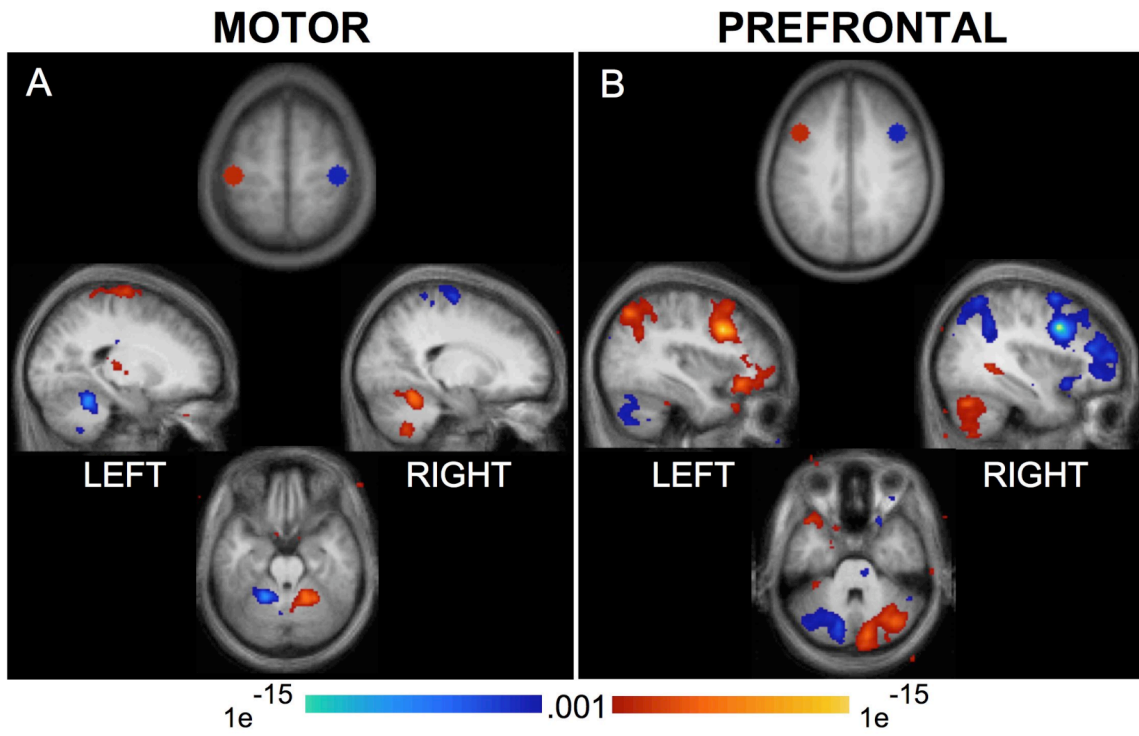 MOTOR
PREFRONTAL
A
B
LEFT
RIGHT
LEFT
RIGHT
1e-15
.001
1e-15